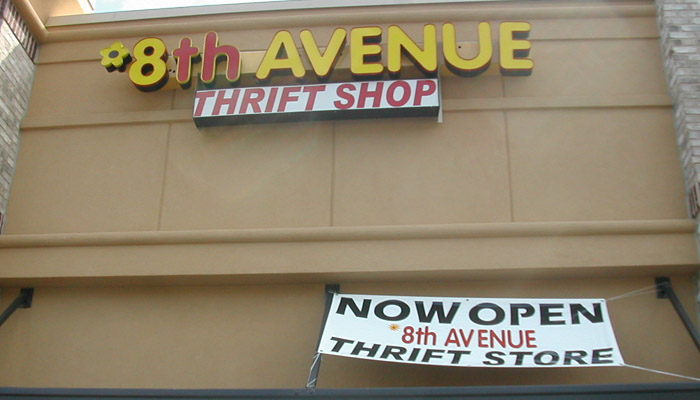 8th AVENUE
THRIFT SHOP
NOW OPEN
8th AVENUE
THRIFT STORE